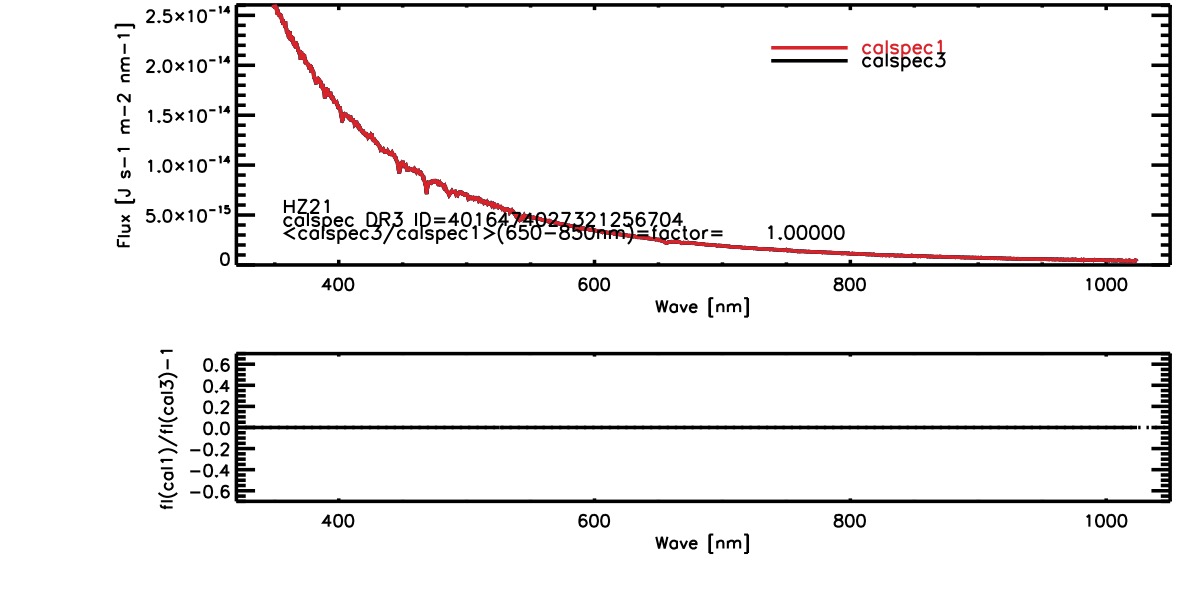 2.5×10−14
2.0×10−14
1.5×10−14
1.0×10−14
5.0×10−15
0
Flux [J s−1 m−2 nm−1]
calspec1
calspec3
HZ21
calspec DR3 ID=4016474027321256704
<calspec3/calspec1>(650−850nm)=factor= 1.00000
400 600 800 1000
Wave [nm]
0.6
0.4
0.2
0.0
−0.2
−0.4
−0.6
fl(cal1)/fl(cal3)−1
400 600 800 1000
Wave [nm]